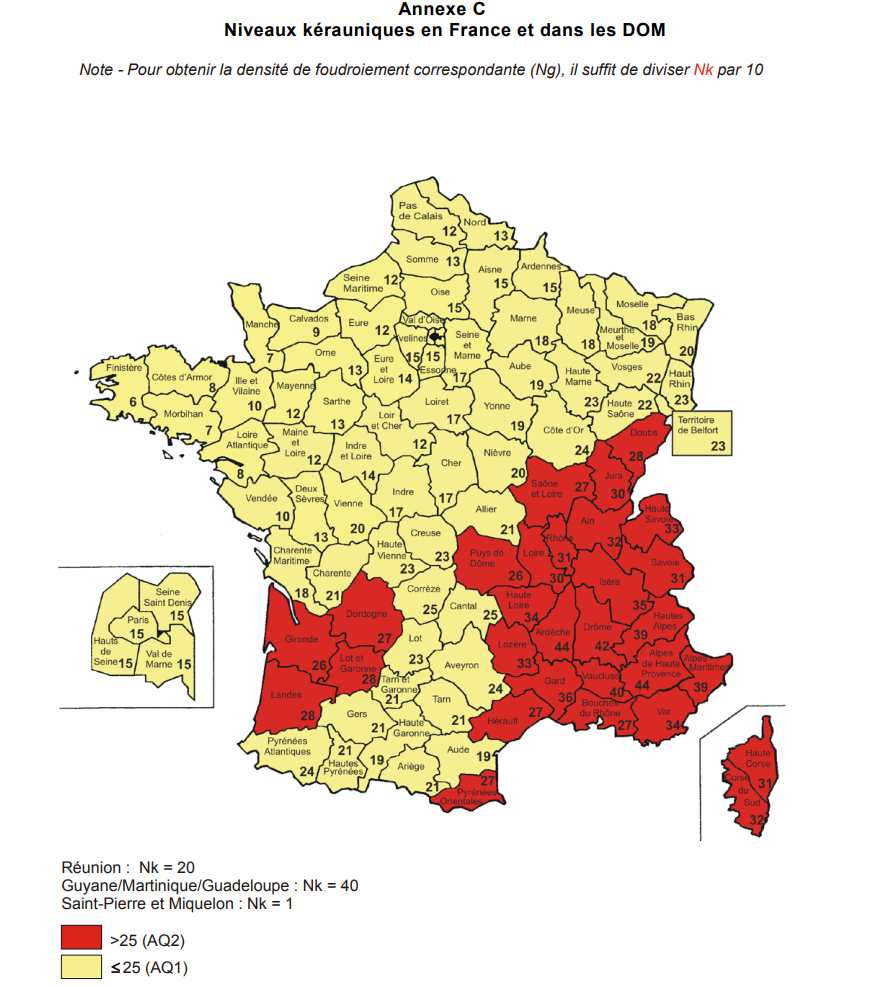 Annexe C
Niveaux kérauniques en France et dans les DOM
Note - Pour obtenir la densité de foudroiement correspondante (Ng), il suffit de diviser Nk par 10
Pas
de Calais
12
Nord
13
Somme 13
Aisne
15
Ardennes
15
Seine
Maritime
12
Oise
15
Manche
7
Calvados
9
Eure
12
Val d'Oise
Yvelines
15
15
Essonne
Seine
et
Marne
17
Marne
18
Meuse
18
Moselle
18
Meurthe
et
Moselle 19
Bas
Rhin
20
Orne
13
Eure
et
Loire 14
Aube
19
Haute
Marne
23
Vosges
22
Haut
Rhin
23
Finistère
6
Côtes d'Armor
8
Morbihan
7
Ille et
Vilaine
10
Mayenne
12
Sarthe
13
Loir
et Cher
12
Loiret
17
Yonne
19
Côte d'Or
24
Haute
Saône
22
Territoire
de Belfort
23
Doubs
28
Loire
Atlantique
8
Maine
et
Loire 12
Indre
et Loire
14
Cher
17
Nièvre
20
Saône
et Loire
27
Jura
30
Vendée
10
Deux
Sèvres
13
Vienne
20
Indre
17
Allier
21
Ain
32
Haute
Savoie
33
Charente
Maritime
18
Charente
21
Haute
Vienne
23
Creuse
23
Puys de
Dôme
26
Loire
30
Rhône
31
Savoie
31
Isère
35
Seine
Saint Denis
15
Paris
15
Hauts
de
Seine 15
Val de
Marne 15
Gironde
26
Dordogne
27
Corrèze
25
Cantal
25
Haute
Loire
34
Ardèche
44
Drôme
42
Hautes
Alpes
39
Landes
28
Lot et
Garonne
28
Lot
23
Aveyron
24
Lozère
33
Gard
36
Vaucluse
40
Alpes
de Haute
Provence
44
Alpes
Maritimes
39
Tarn et
Garonne
21
Gers
21
Tarn
21
Hérault 27
Bouches
du Rhône
27
Var
34
Pyrénées
Atlantiques
24
21
Hautes
Pyrénées
Haute
Garonne
19
Ariège
21
Aude
19
27
Pyrénées
Orientales
Haute
Corse
31
Corse
du
Sud
32
Réunion : Nk = 20
Guyane/Martinique/Guadeloupe : Nk = 40
Saint-Pierre et Miquelon : Nk = 1
>25 (AQ2)
≤25 (AQ1)